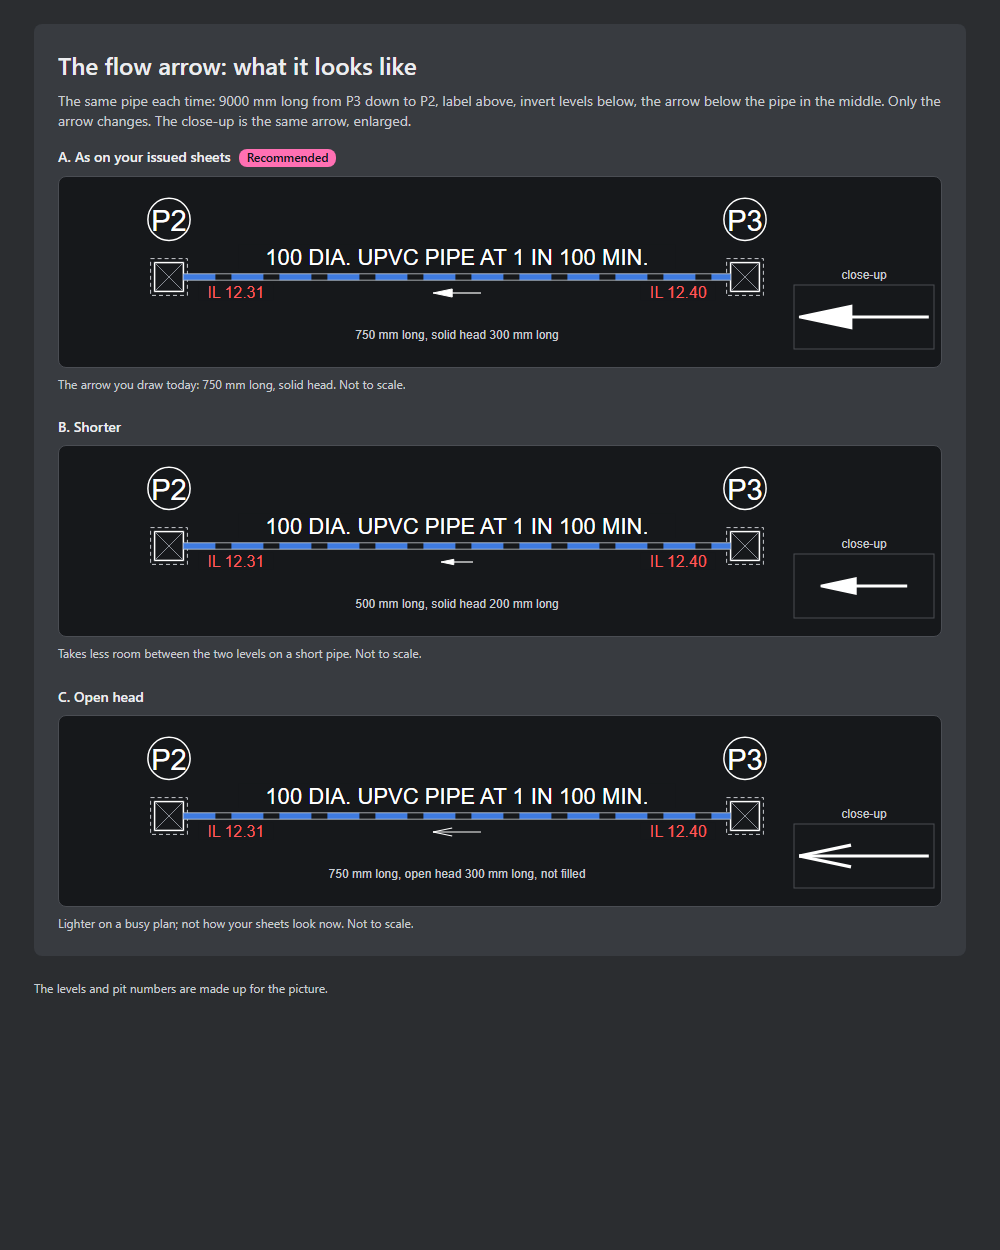 The flow arrow: what it looks like
The same pipe each time: 9000 mm long from P3 down to P2, label above, invert levels below, the arrow below the pipe in the middle. Only the
arrow changes. The close-up is the same arrow, enlarged.
A. As on your issued sheets Recommended
P2 P3
100 DIA. UPVC PIPE AT 1 IN 100 MIN.
close-up
IL 12.31 IL 12.40
750 mm long, solid head 300 mm long
The arrow you draw today: 750 mm long, solid head. Not to scale.
B. Shorter
P2 P3
100 DIA. UPVC PIPE AT 1 IN 100 MIN.
close-up
IL 12.31 IL 12.40
500 mm long, solid head 200 mm long
Takes less room between the two levels on a short pipe. Not to scale.
C. Open head
P2 P3
100 DIA. UPVC PIPE AT 1 IN 100 MIN.
close-up
IL 12.31 IL 12.40
750 mm long, open head 300 mm long, not filled
Lighter on a busy plan; not how your sheets look now. Not to scale.
The levels and pit numbers are made up for the picture.